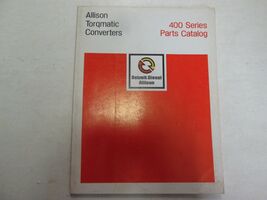 Allison
Torqmatic
Converters
400 Series
Parts Catalog
Detroit Diesel
Allison